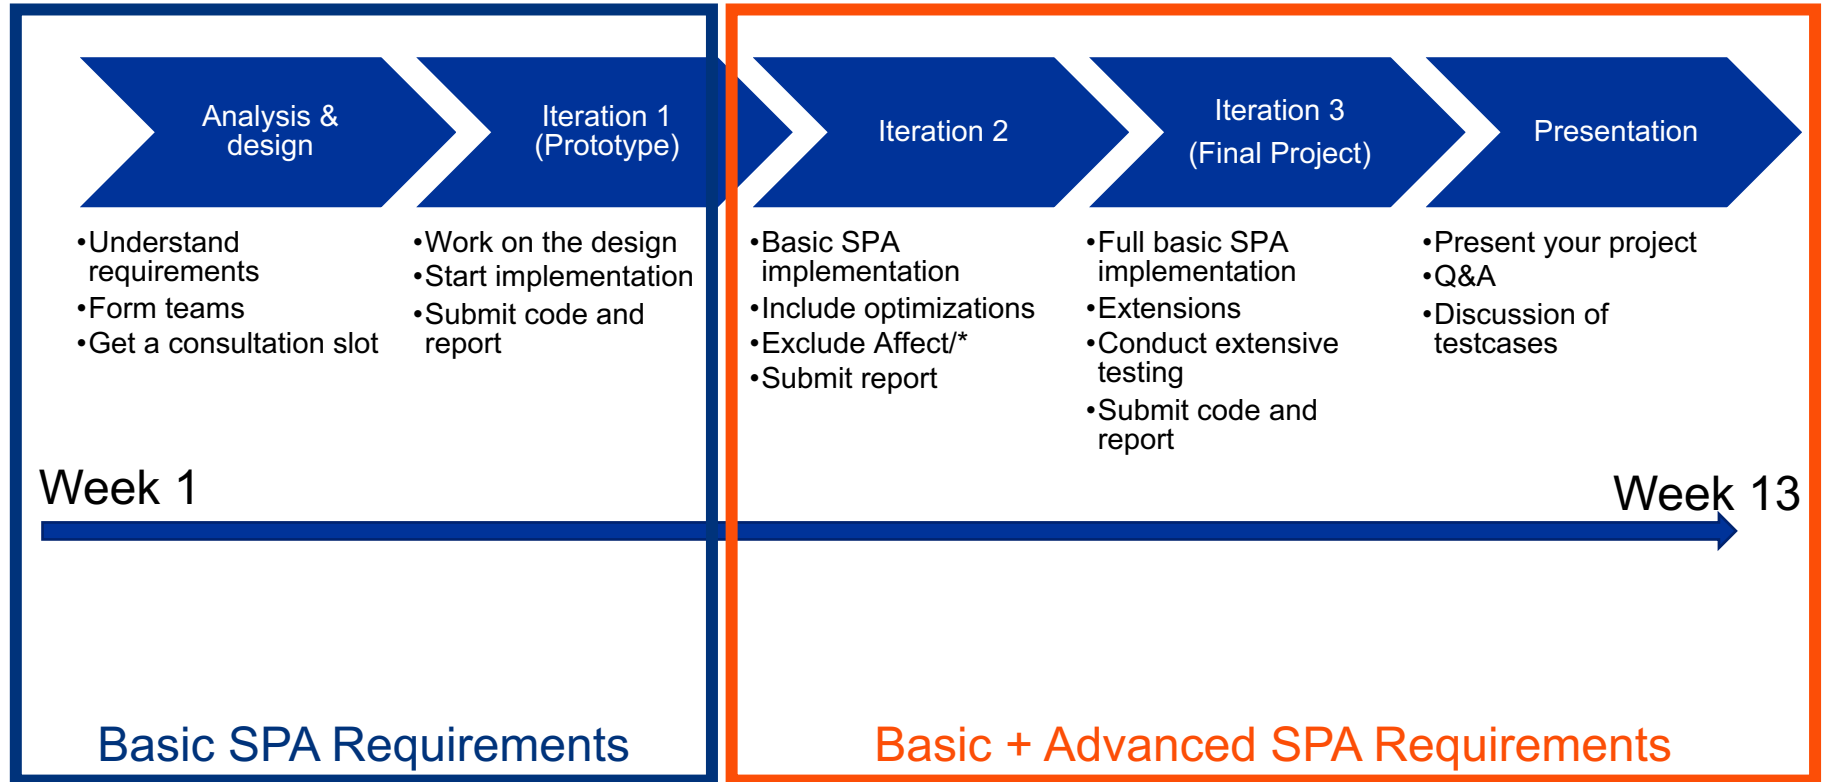 Analysis &
design
Iteration 1
(Prototype)
Iteration 2
Iteration 3
(Final Project)
Presentation
•Understand
requirements
•Form teams
•Get a consultation slot
•Work on the design
•Start implementation
•Submit code and
report
•Basic SPA
implementation
•Include optimizations
•Exclude Affect/*
•Submit report
•Full basic SPA
implementation
•Extensions
•Conduct extensive
testing
•Submit code and
report
•Present your project
•Q&A
•Discussion of
testcases
Week 1
Week 13
Basic SPA Requirements
Basic + Advanced SPA Requirements